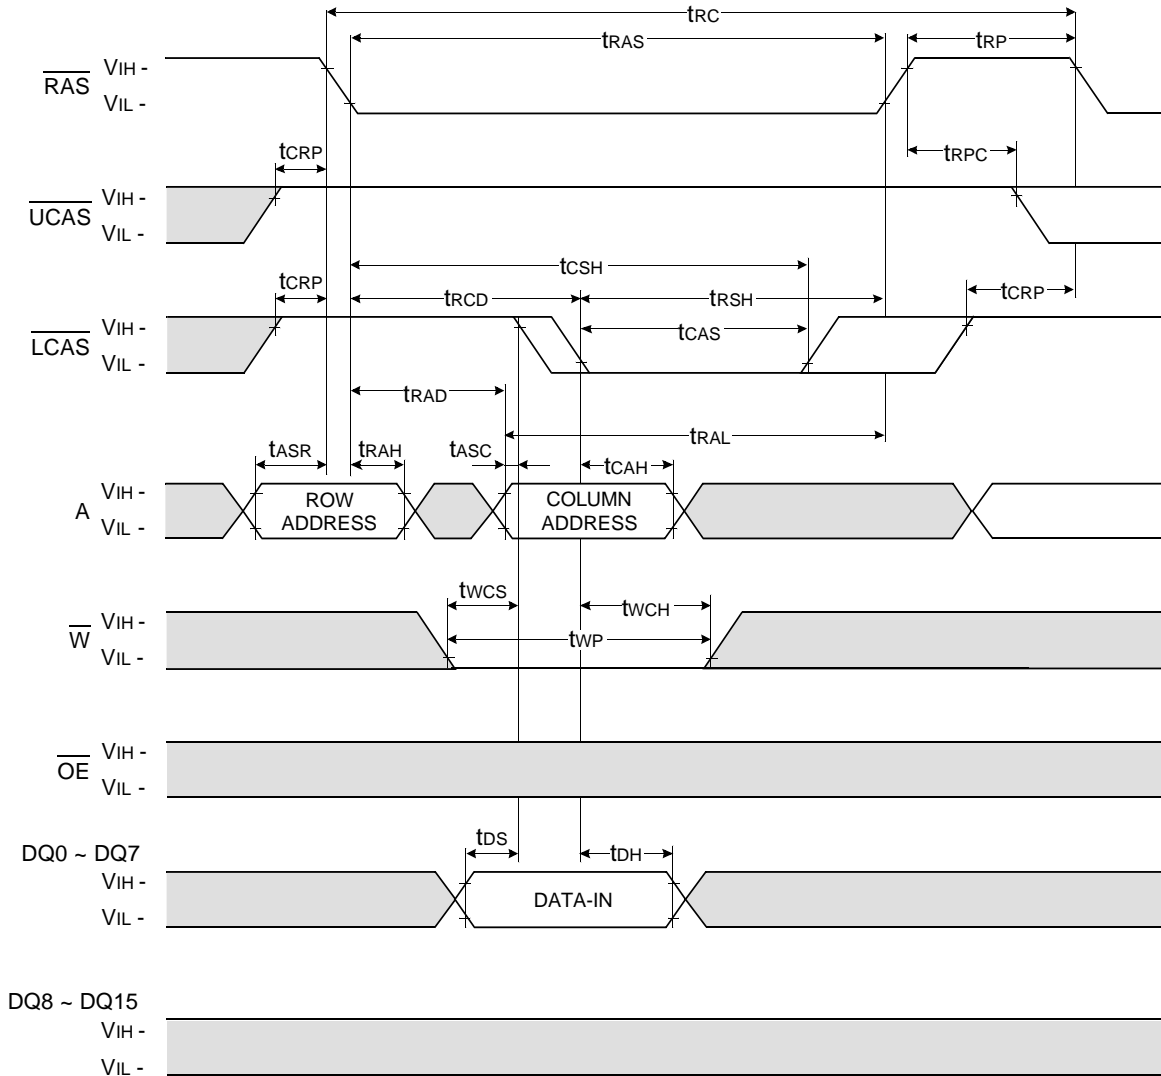 tRC
tRAS
tRP
RAS
VIH -
VIL -
tCRP
tRPC
UCAS
VIH -
VIL -
tCSH
tCRP
tRCD
tRSH
tCRP
LCAS
VIH -
VIL -
tCAS
tRAD
tRAL
tASR
tRAH
tASC
tCAH
A
VIH -
VIL -
ROW
ADDRESS
COLUMN
ADDRESS
tWCS
tWCH
tWP
W
VIH -
VIL -
OE
VIH -
VIL -
tDS
tDH
DQ0 ~ DQ7
VIH -
VIL -
DATA-IN
DQ8 ~ DQ15
VIH -
VIL -